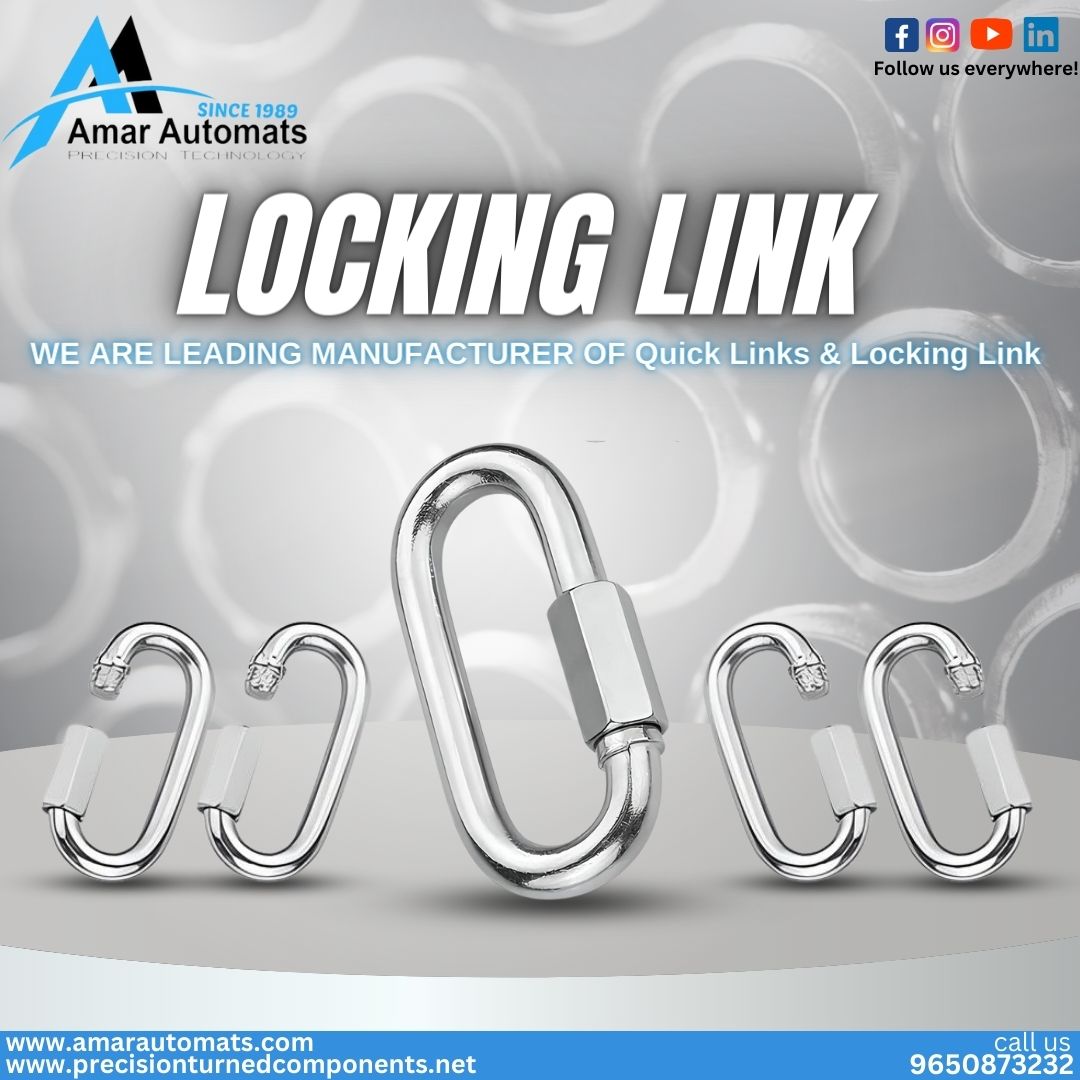 SINCE 1989
Amar Automats
PRECISION TECHNOLOGY
Follow us everywhere!
LOCKING LINK
WE ARE LEADING MANUFACTURER OF Quick Links & Locking Link
www.amarautomats.com
www.precisionturnedcomponents.net
call us
9650873232